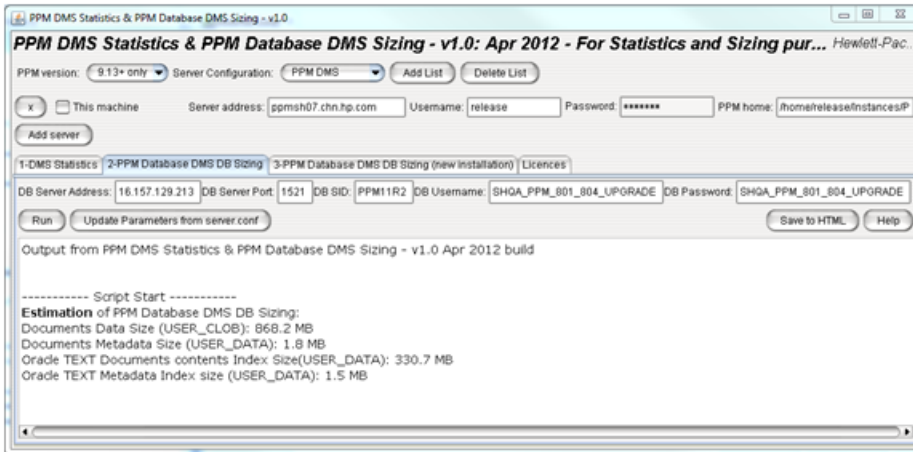 PPM DMS Statistics & PPM Database DMS Sizing - v1.0
PPM DMS Statistics & PPM Database DMS Sizing - v1.0: Apr 2012 - For Statistics and Sizing pur... Hewlett-Pac...
PPM version: 9.13+ only Server Configuration: PPM DMS Add List Delete List
x This machine Server address: ppmsh07.chn.hp.com Username: release Password: ******* PPM home: /home/release/Instances/P
Add server
1-DMS Statistics 2-PPM Database DMS DB Sizing 3-PPM Database DMS DB Sizing (new installation) Licences
DB Server Address: 16.157.129.213 DB Server Port: 1521 DB SID: PPM11R2 DB Username: SHQA_PPM_801_804_UPGRADE DB Password: SHQA_PPM_801_804_UPGRADE
Run Update Parameters from server.conf Save to HTML Help
Output from PPM DMS Statistics & PPM Database DMS Sizing - v1.0 Apr 2012 build
----------- Script Start -----------
Estimation of PPM Database DMS DB Sizing:
Documents Data Size (USER_CLOB): 868.2 MB
Documents Metadata Size (USER_DATA): 1.8 MB
Oracle TEXT Documents contents Index Size(USER_DATA): 330.7 MB
Oracle TEXT Metadata Index size (USER_DATA): 1.5 MB